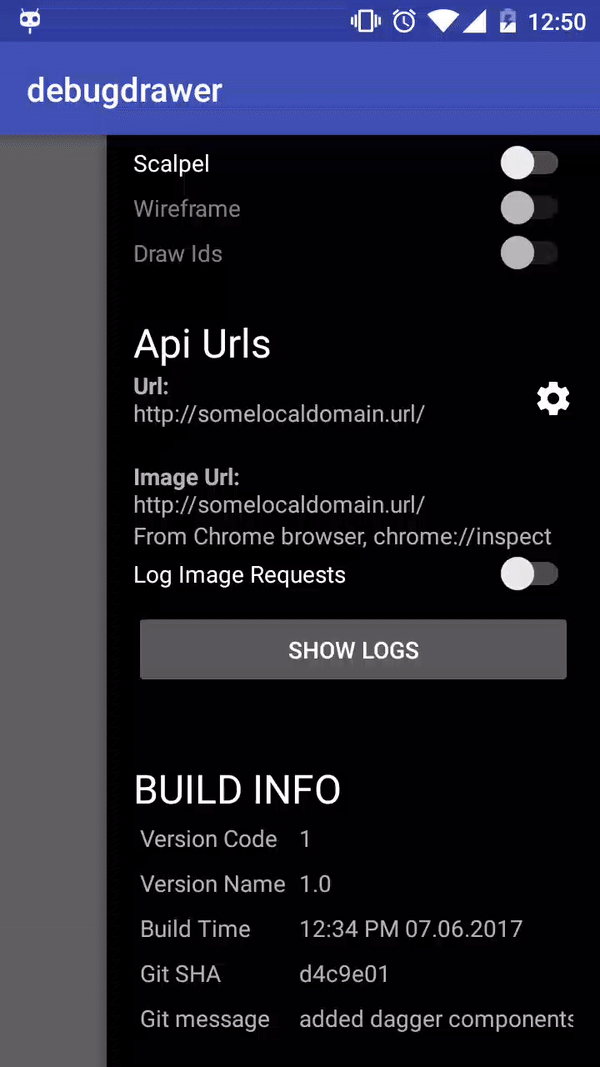 12:50
debugdrawer
Scalpel
Wireframe
Draw Ids
Api Urls
Url:
http://somelocaldomain.url/
Image Url:
http://somelocaldomain.url/
From Chrome browser, chrome://inspect
Log Image Requests
SHOW LOGS
BUILD INFO
Version Code 1
Version Name 1.0
Build Time 12:34 PM 07.06.2017
Git SHA d4c9e01
Git message added dagger components